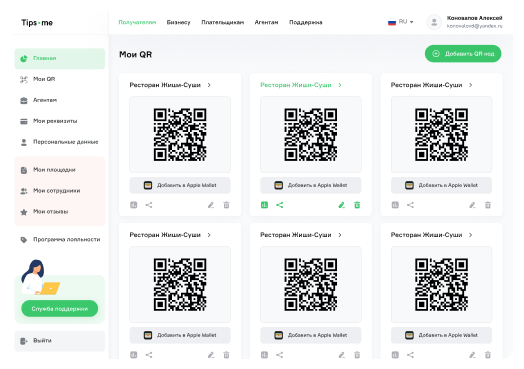 Tips●me
Получателям Бизнесу Плательщикам Агентам Поддержка
RU
Коновалов Алексей
konovalovd@yandex.ru
Главная
Мои QR
Агентам
Мои реквизиты
Персональные данные
Мои площадки
Мои сотрудники
Мои отзывы
Программа лояльности
Служба поддержки
Выйти
Мои QR
Добавить QR код
Ресторан Жиши-Суши >
Ресторан Жиши-Суши >
Ресторан Жиши-Суши >
Добавить в Apple Wallet
Добавить в Apple Wallet
Добавить в Apple Wallet
Ресторан Жиши-Суши >
Ресторан Жиши-Суши >
Ресторан Жиши-Суши >
Добавить в Apple Wallet
Добавить в Apple Wallet
Добавить в Apple Wallet